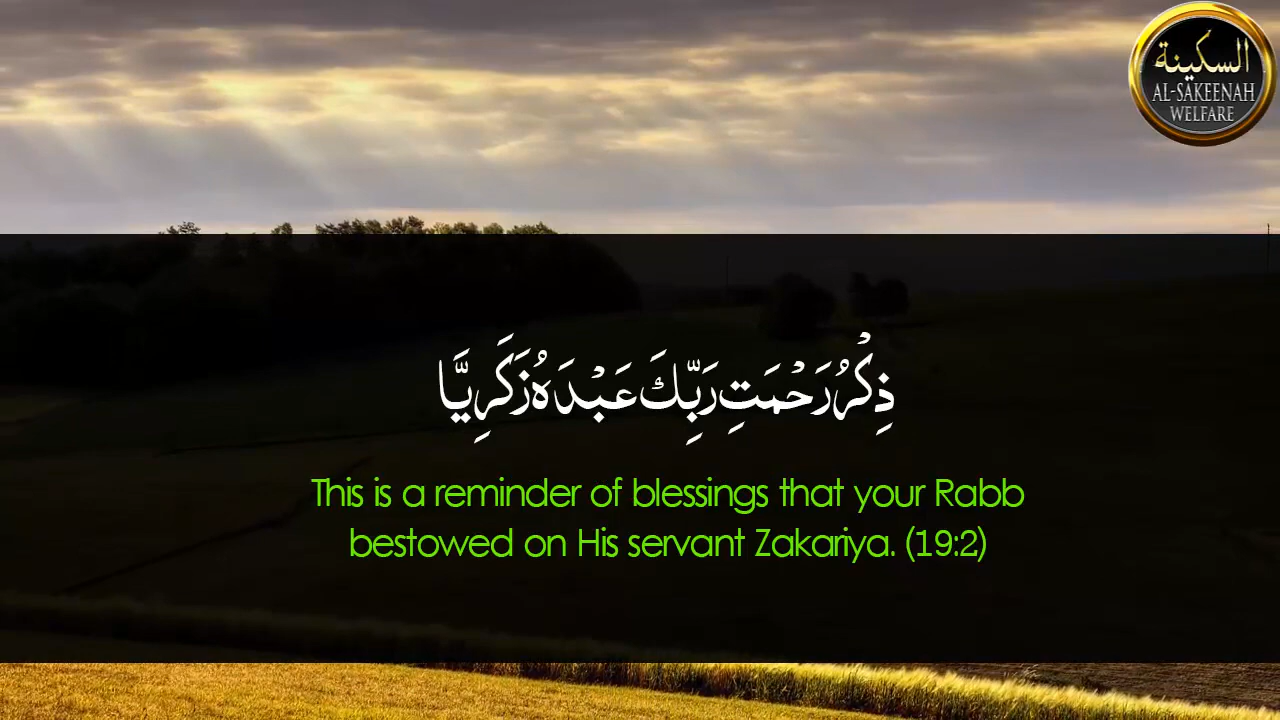 السكينة
AL-SAKEENAH
WELFARE
ذِكْرُ رَحْمَتِ رَبِّكَ عَبْدَهُ زَكَرِيَّا
This is a reminder of blessings that your Rabb
bestowed on His servant Zakariya. (19:2)